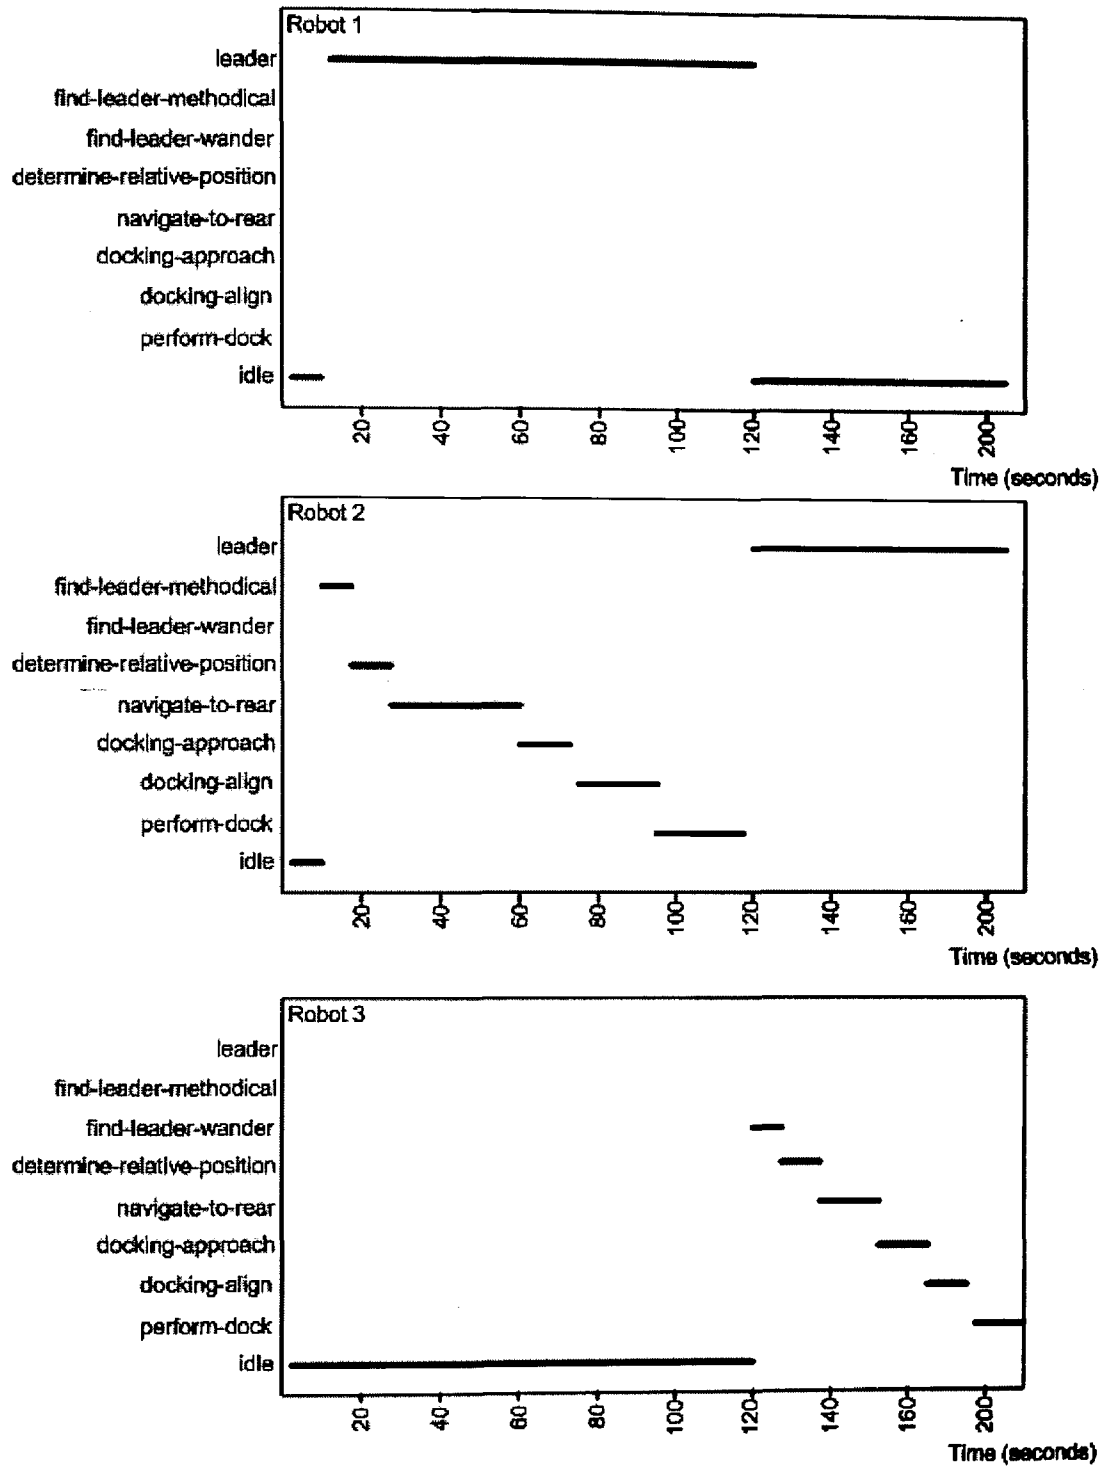 Robot 1
leader
find-leader-methodical
find-leader-wander
determine-relative-position
navigate-to-rear
docking-approach
docking-align
perform-dock
idle
20 40 60 80 100 120 140 160 200
Time (seconds)
Robot 2
leader
find-leader-methodical
find-leader-wander
determine-relative-position
navigate-to-rear
docking-approach
docking-align
perform-dock
idle
20 40 60 80 100 120 140 160 200
Time (seconds)
Robot 3
leader
find-leader-methodical
find-leader-wander
determine-relative-position
navigate-to-rear
docking-approach
docking-align
perform-dock
idle
20 40 60 80 100 120 140 160 200
Time (seconds)